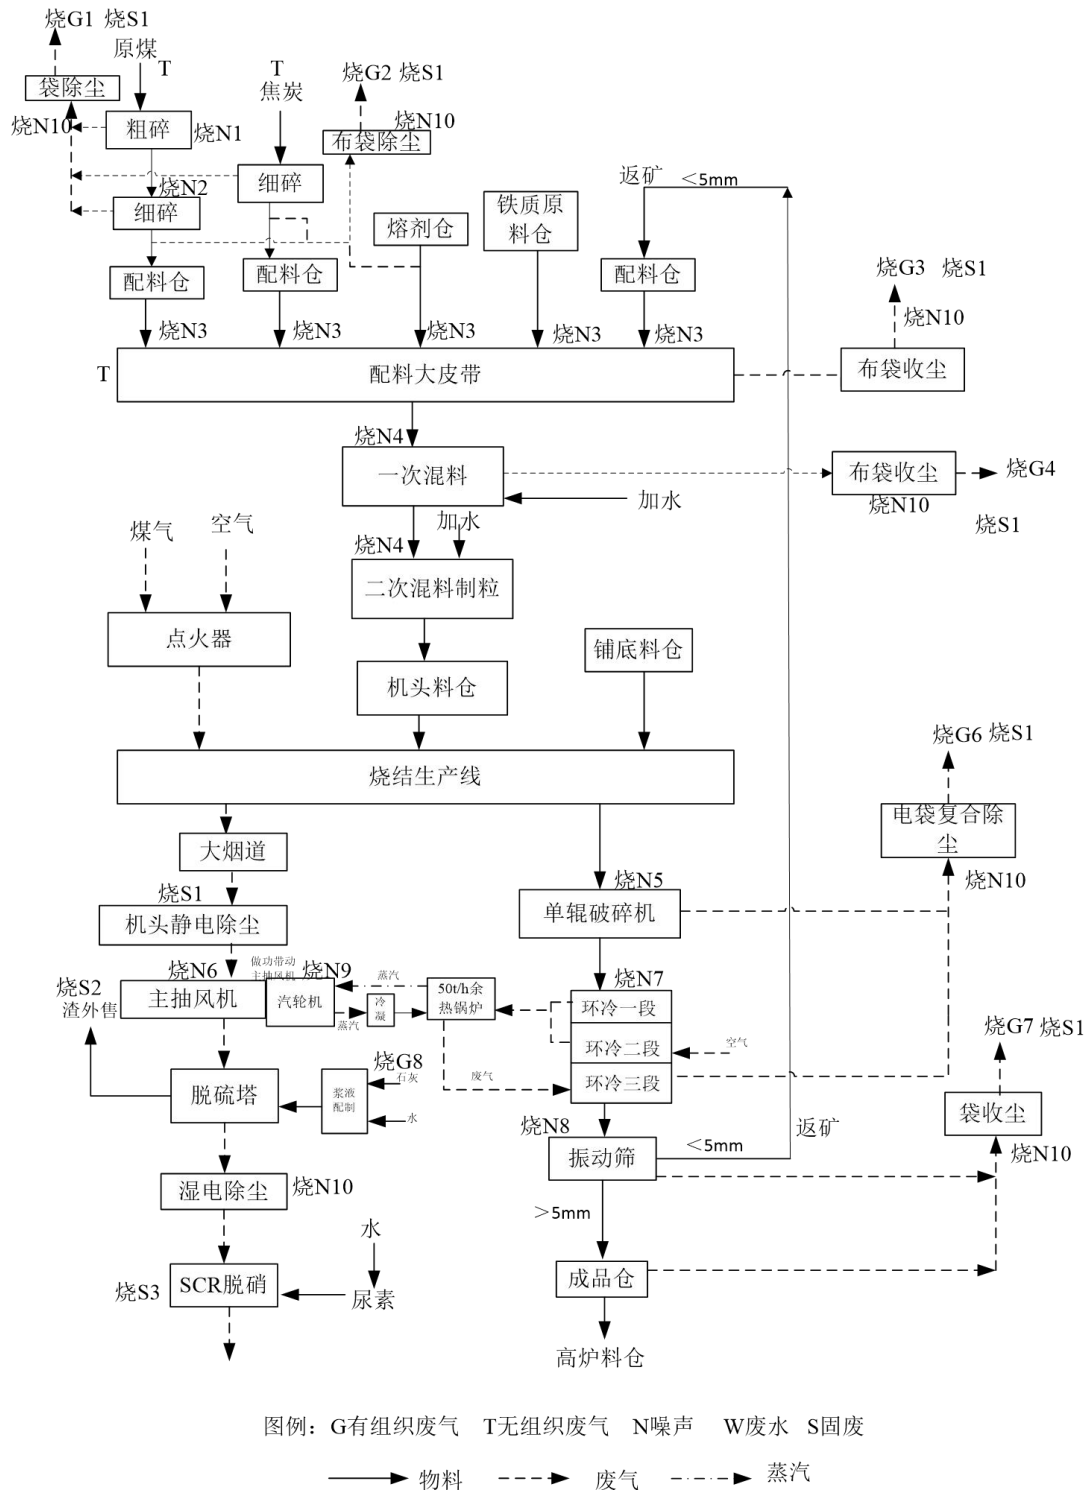 烧G1 烧S1
原煤
T
袋除尘
烧N10
粗碎
烧N1
T
焦炭
烧G2 烧S1
烧N10
布袋除尘
细碎
烧N2
细碎
返矿
<5mm
熔剂仓
铁质原
料仓
配料仓
配料仓
配料仓
烧G3 烧S1
烧N10
烧N3
烧N3
烧N3
烧N3
烧N3
T
配料大皮带
布袋收尘
烧N4
一次混料
布袋收尘
烧G4
烧N10
烧S1
加水
加水
煤气
空气
烧N4
二次混料制粒
点火器
铺底料仓
机头料仓
烧G6 烧S1
烧结生产线
电袋复合除
尘
烧N10
大烟道
烧S1
烧N5
机头静电除尘
单辊破碎机
烧N6
做功带动
主抽风机
烧N9
蒸汽
烧N7
烧S2
渣外售
主抽风机
汽轮机
蒸汽
冷
凝
50t/h余
热锅炉
环冷一段
环冷二段
空气
环冷三段
废气
烧G7 烧S1
烧G8
石灰
脱硫塔
浆液
配制
水
袋收尘
烧N8
返矿
振动筛
<5mm
烧N10
湿电除尘
烧N10
>5mm
水
烧S3
SCR脱硝
尿素
成品仓
高炉料仓
图例：G有组织废气 T无组织废气 N噪声 W废水 S固废
物料 废气 蒸汽